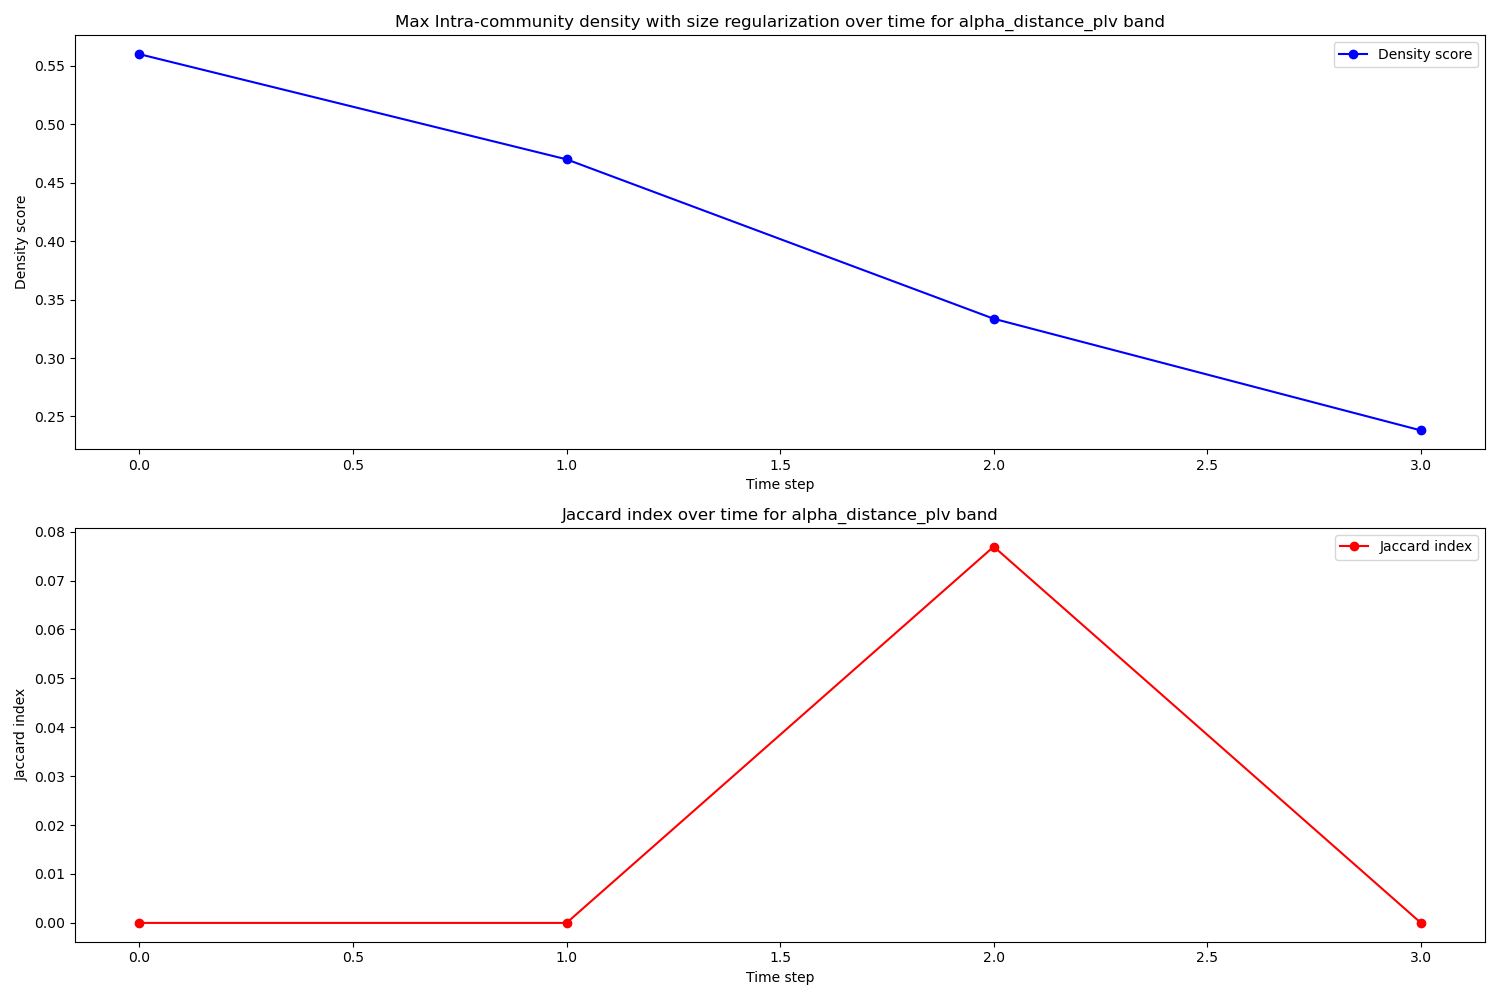 Max Intra-community density with size regularization over time for alpha_distance_plv band
Density score
0.55
0.50
0.45
0.40
0.35
0.30
0.25
Density score
0.0 0.5 1.0 1.5 2.0 2.5 3.0
Time step
Jaccard index over time for alpha_distance_plv band
Jaccard index
0.08
0.07
0.06
0.05
0.04
0.03
0.02
0.01
0.00
Jaccard index
0.0 0.5 1.0 1.5 2.0 2.5 3.0
Time step